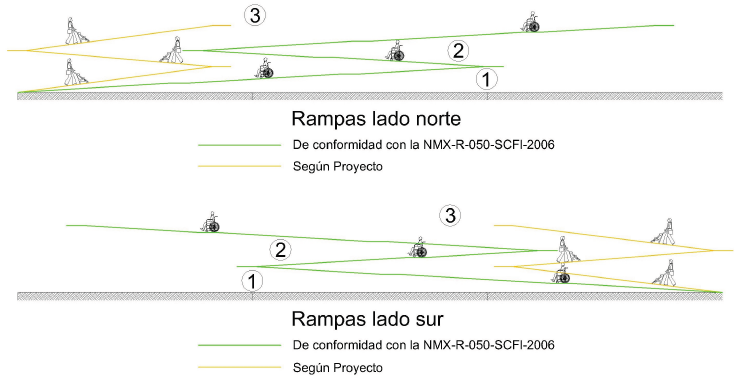 3
2
1
Rampas lado norte
De conformidad con la NMX-R-050-SCFI-2006
Según Proyecto
3
2
1
Rampas lado sur
De conformidad con la NMX-R-050-SCFI-2006
Según Proyecto